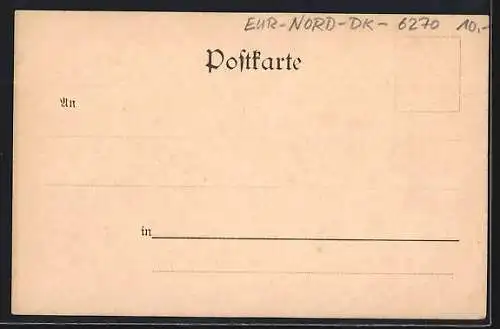 EUR-NORD-DK-6270 10,-
Poſtkarte
An
in